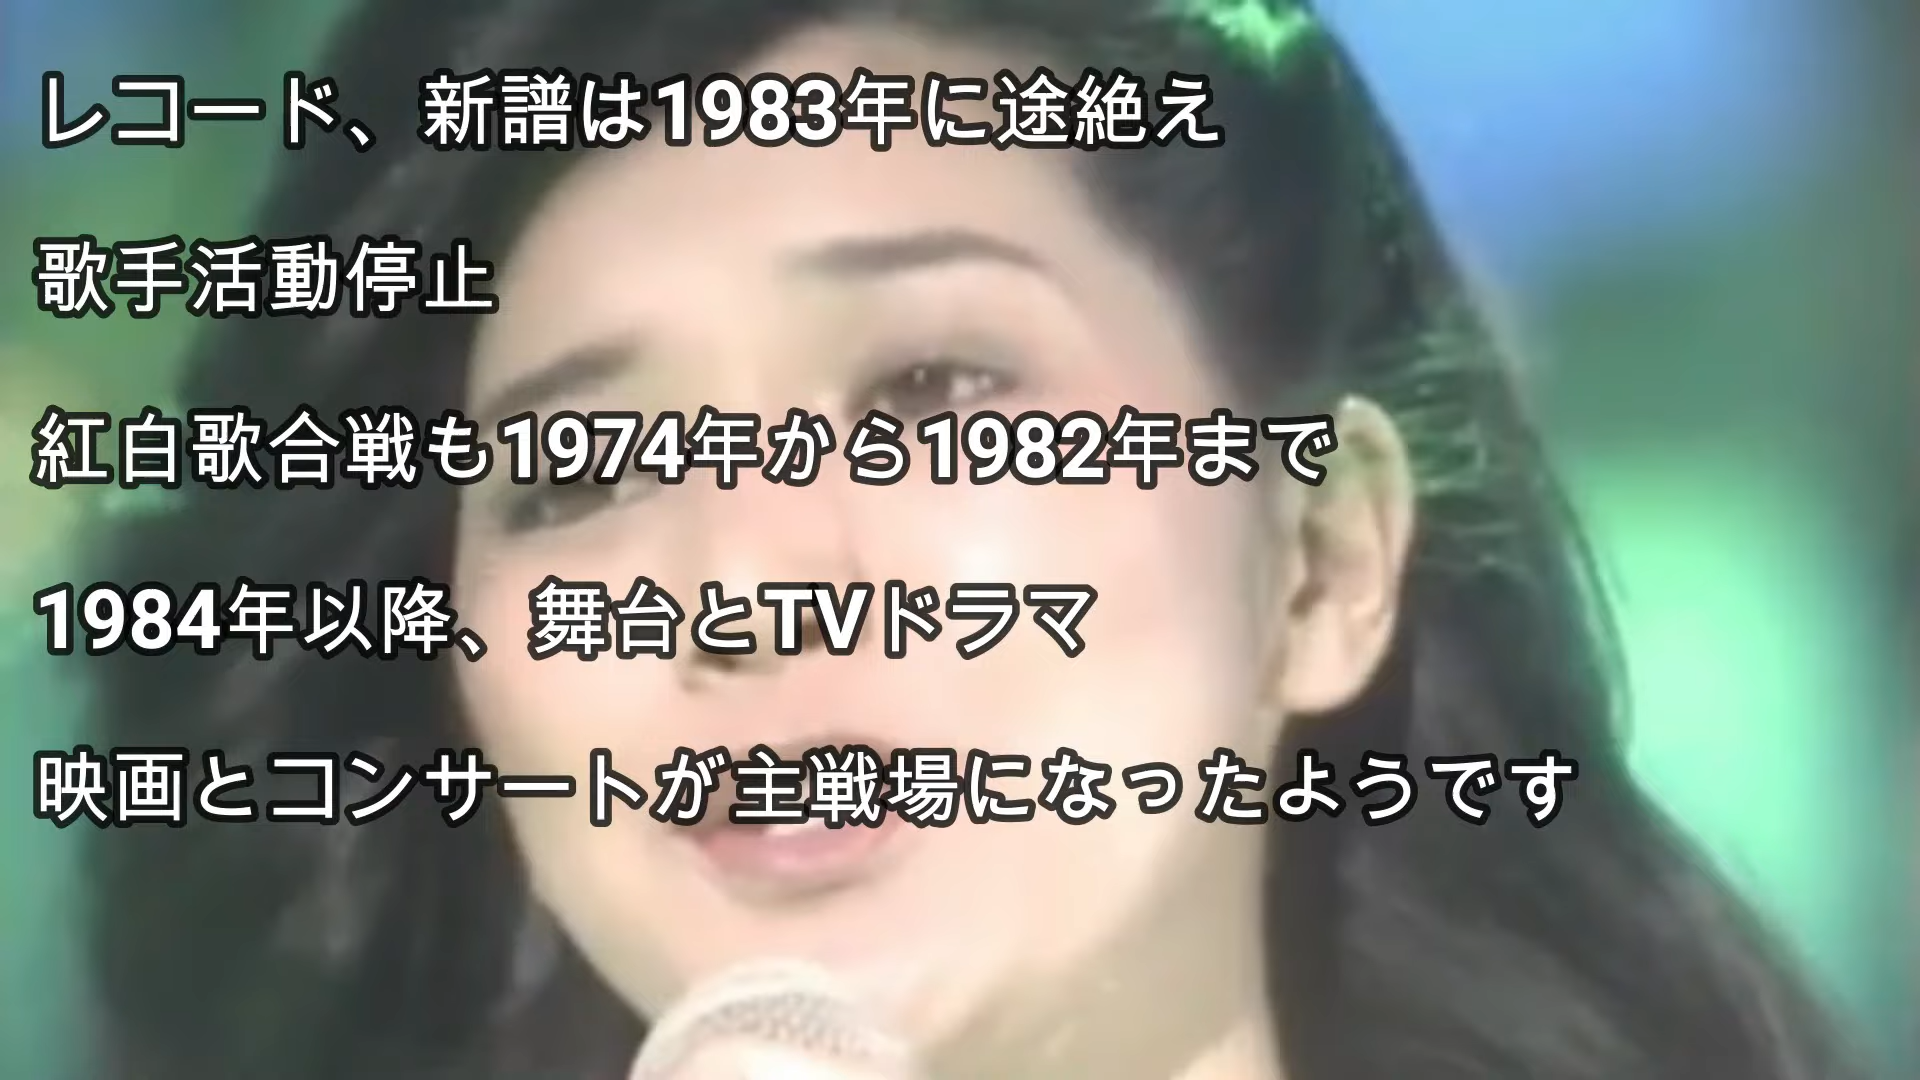 レコード、新譜は1983年に途絶え
歌手活動停止
紅白歌合戦も1974年から1982年まで
1984年以降、舞台とTVドラマ
映画とコンサートが主戦場になったようです